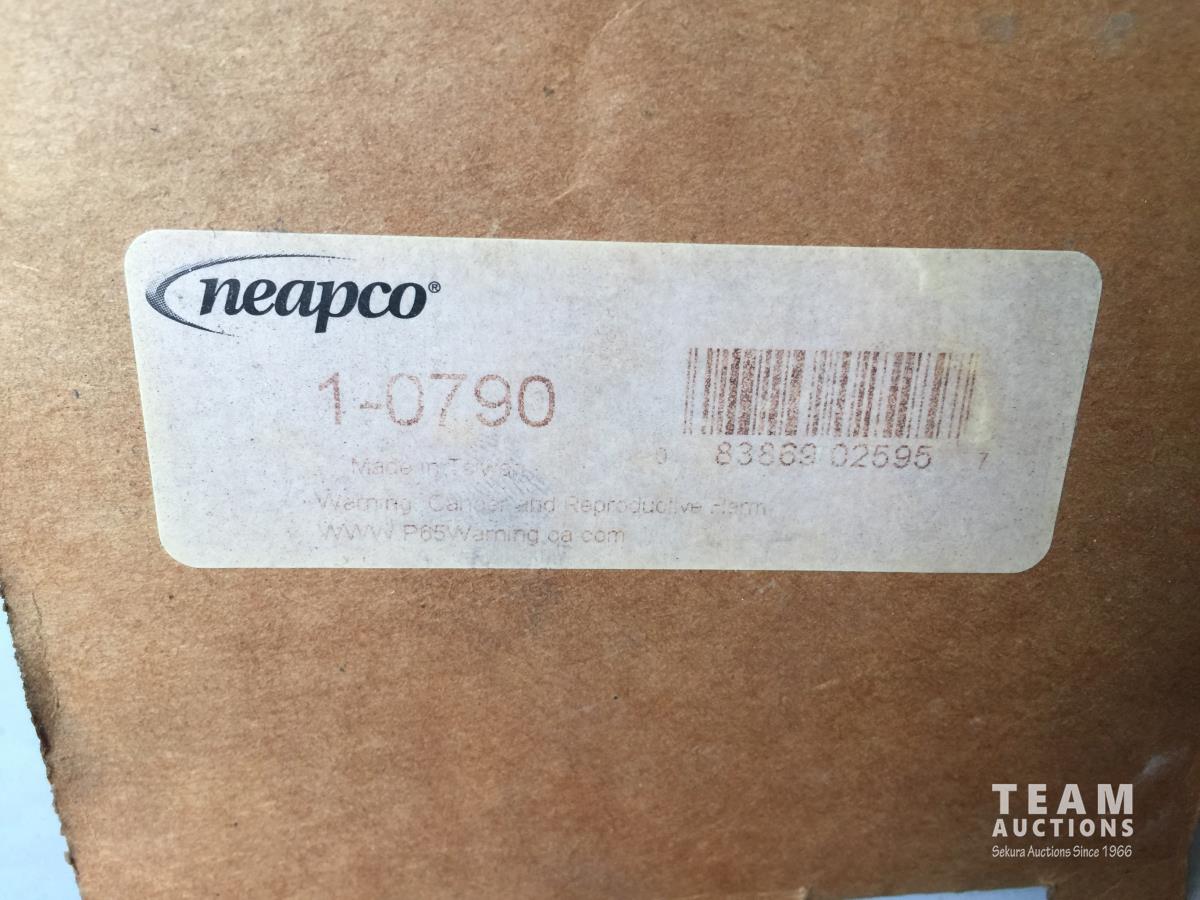 neapco®
1-0790
0 83869 02595 7
Made in Taiwan
Warning: Cancer and Reproductive Harm
WWW.P65Warning.ca.com
TEAM
AUCTIONS
Sekura Auctions Since 1966